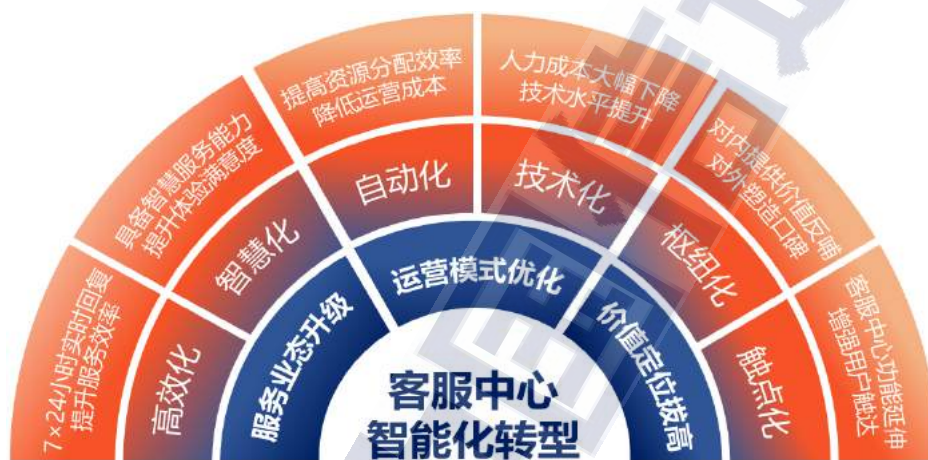 7×24小时实时回复
提升服务效率
具备智慧服务能力
提升体验满意度
提高资源分配效率
降低运营成本
人力成本大幅下降
技术水平提升
对内提供价值反哺
对外塑造口碑
客服中心功能延伸
增强用户触达
高效化
智慧化
自动化
技术化
枢纽化
触点化
服务业态升级
运营模式优化
价值定位拔高
客服中心
智能化转型